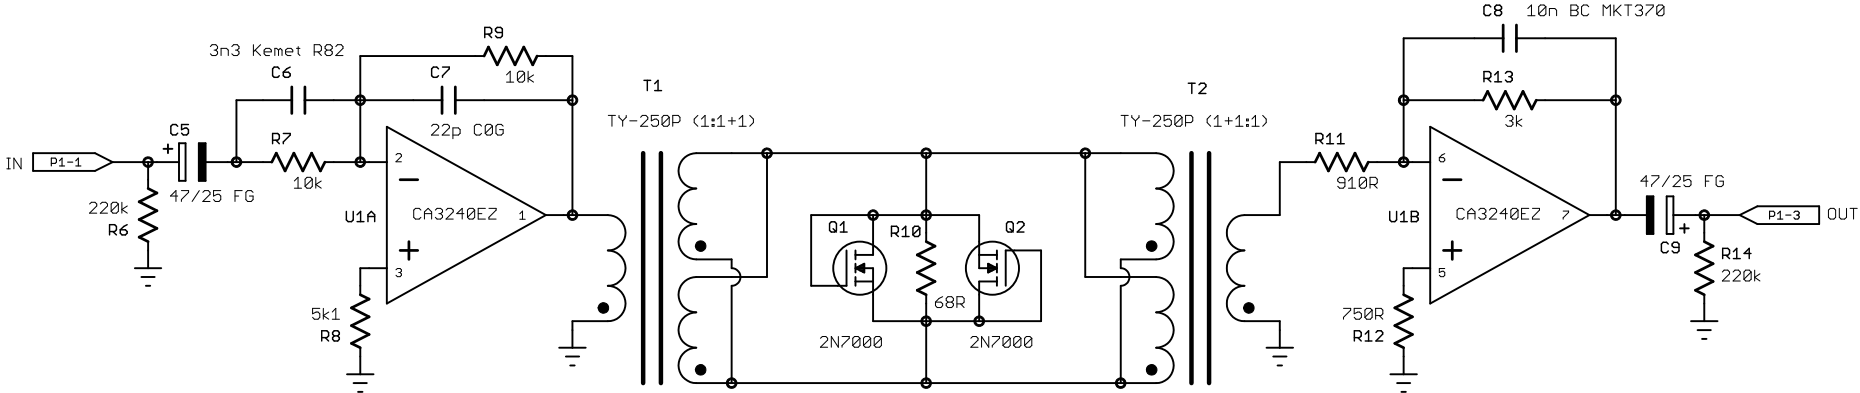 IN
P1-1
220k
R6
C5
+
47/25 FG
3n3 Kemet R82
C6
R7
10k
R9
10k
C7
22p C0G
2
3
1
U1A
CA3240EZ
5k1
R8
T1
TY-250P (1:1+1)
Q1
2N7000
R10
68R
Q2
2N7000
T2
TY-250P (1+1:1)
R11
910R
C8 10n BC MKT370
R13
3k
6
5
7
U1B
CA3240EZ
750R
R12
47/25 FG
C9
+
R14
220k
P1-3
OUT